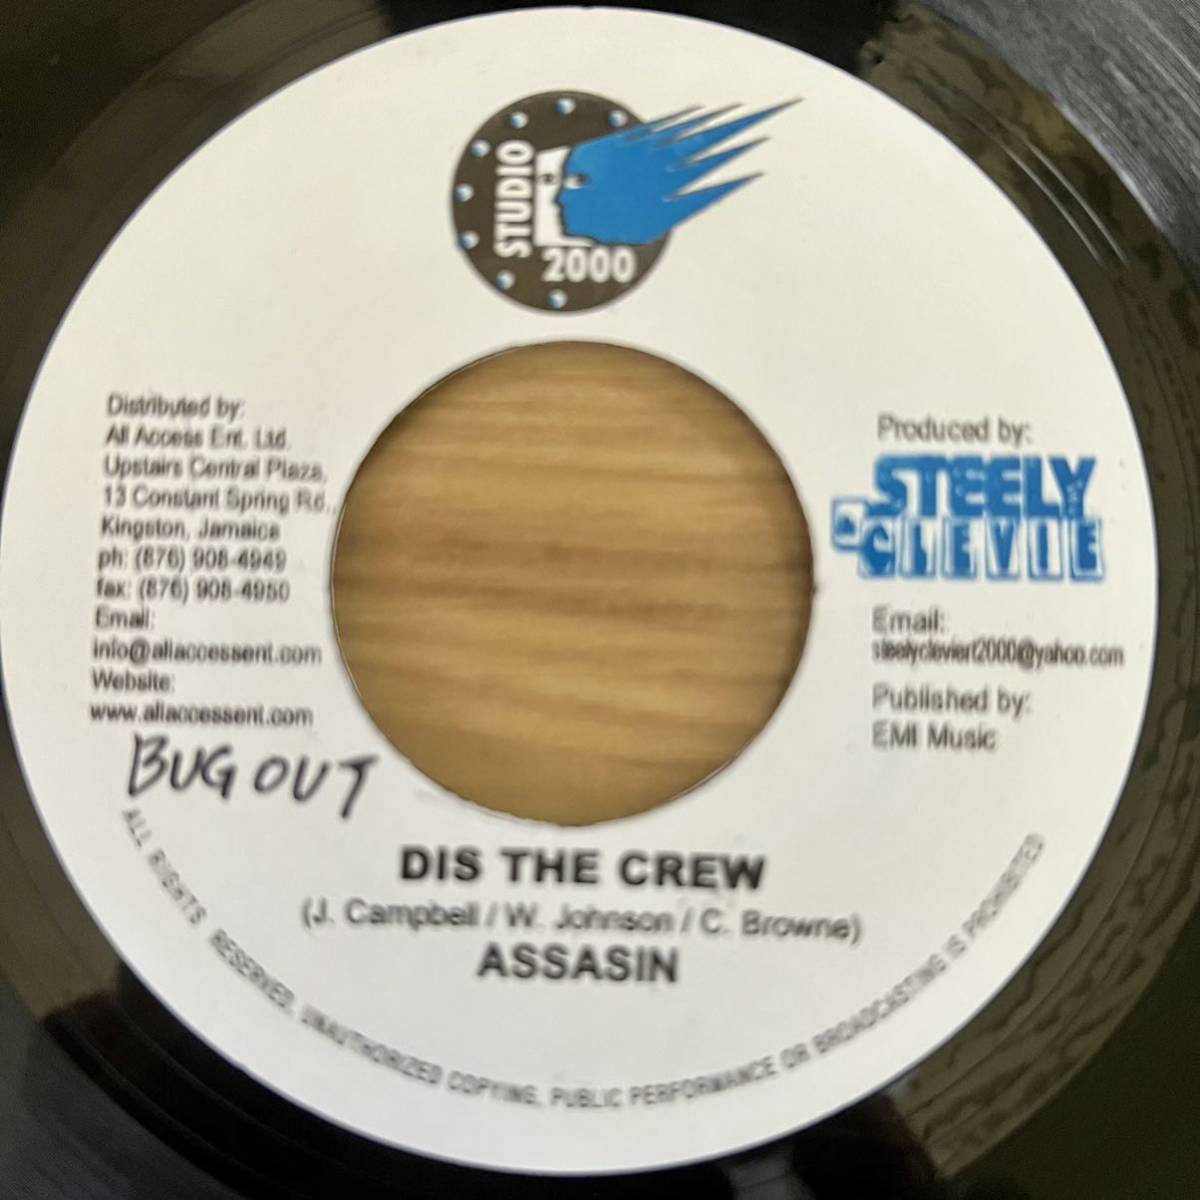 STUDIO
2000
Distributed by:
All Access Ent. Ltd.
Upstairs Central Plaza,
13 Constant Spring Rd.,
Kingston, Jamaica
ph: (876) 908-4949
fax: (876) 908-4950
Email:
info@allaccessent.com
Website:
www.allaccessent.com
Produced by:
STEELY
& CLEVIE
Email:
steelycleviert2000@yahoo.com
Published by:
EMI Music
BUG OUT
DIS THE CREW
(J. Campbell / W. Johnson / C. Browne)
ASSASIN
ALL RIGHTS RESERVED. UNAUTHORIZED COPYING, PUBLIC PERFORMANCE OR BROADCASTING IS PROHIBITED